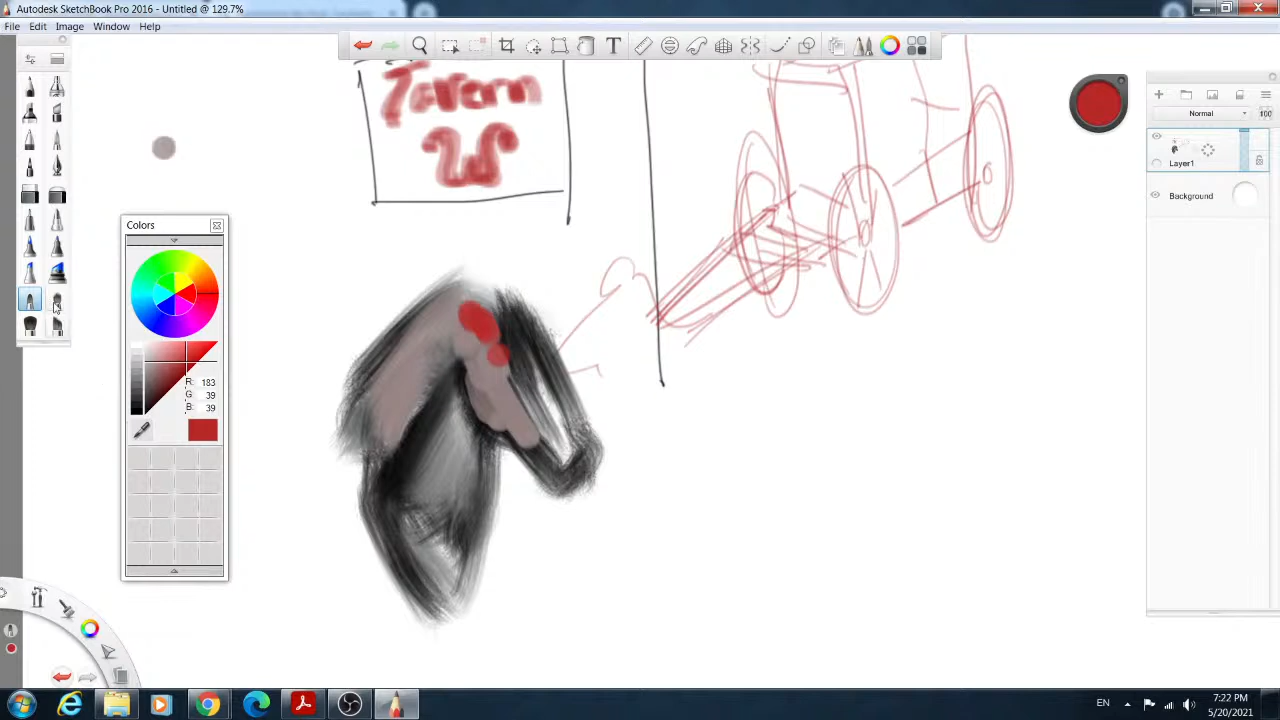 Autodesk SketchBook Pro 2016 - Untitled @ 129.7%
File Edit Image Window Help
Tavern
Normal 100
Layer1
Background
Colors
R: 183
G: 39
B: 39
EN
7:22 PM
5/20/2021